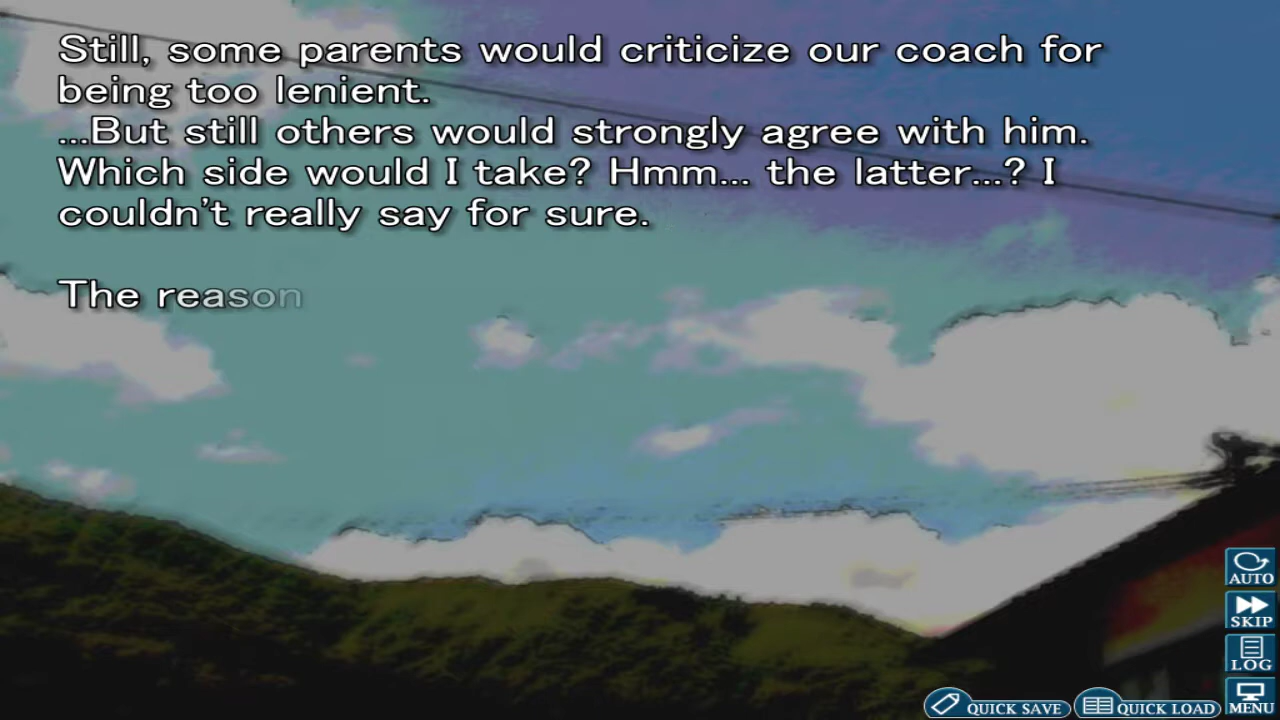 Still, some parents would criticize our coach for
being too lenient.
...But still others would strongly agree with him.
Which side would I take? Hmm... the latter...? I
couldn't really say for sure.
The reason
AUTO
SKIP
LOG
MENU
QUICK SAVE
QUICK LOAD